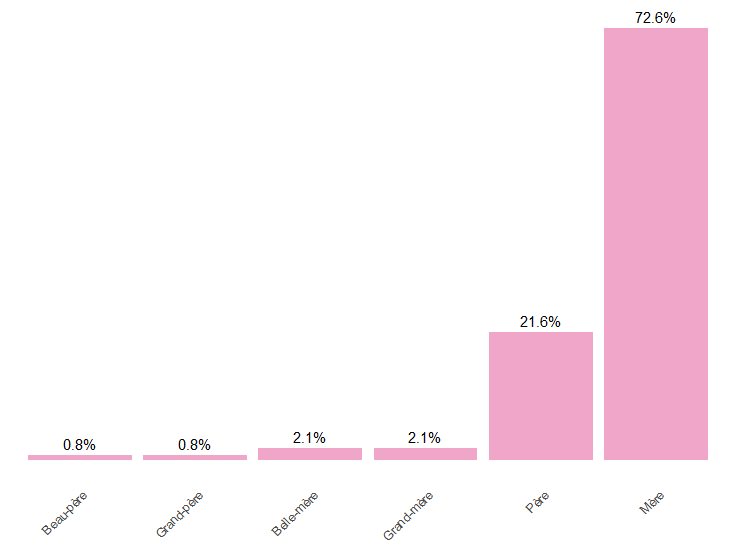 72.6%
21.6%
2.1%
2.1%
0.8%
0.8%
Beau-père
Grand-père
Belle-mère
Grand-mère
Père
Mère